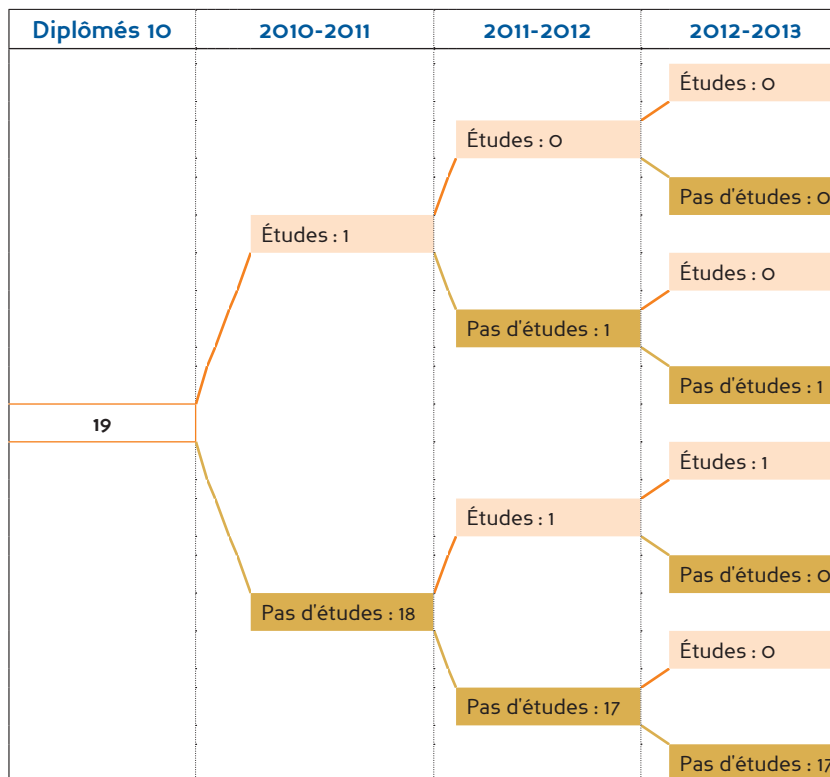 Diplômés 10 2010-2011 2011-2012 2012-2013
Études : 0
Études : 0
Pas d'études : 0
Études : 1
Études : 0
Pas d'études : 1
Pas d'études : 1
19
Études : 1
Études : 1
Pas d'études : 0
Pas d'études : 18
Études : 0
Pas d'études : 17
Pas d'études : 17